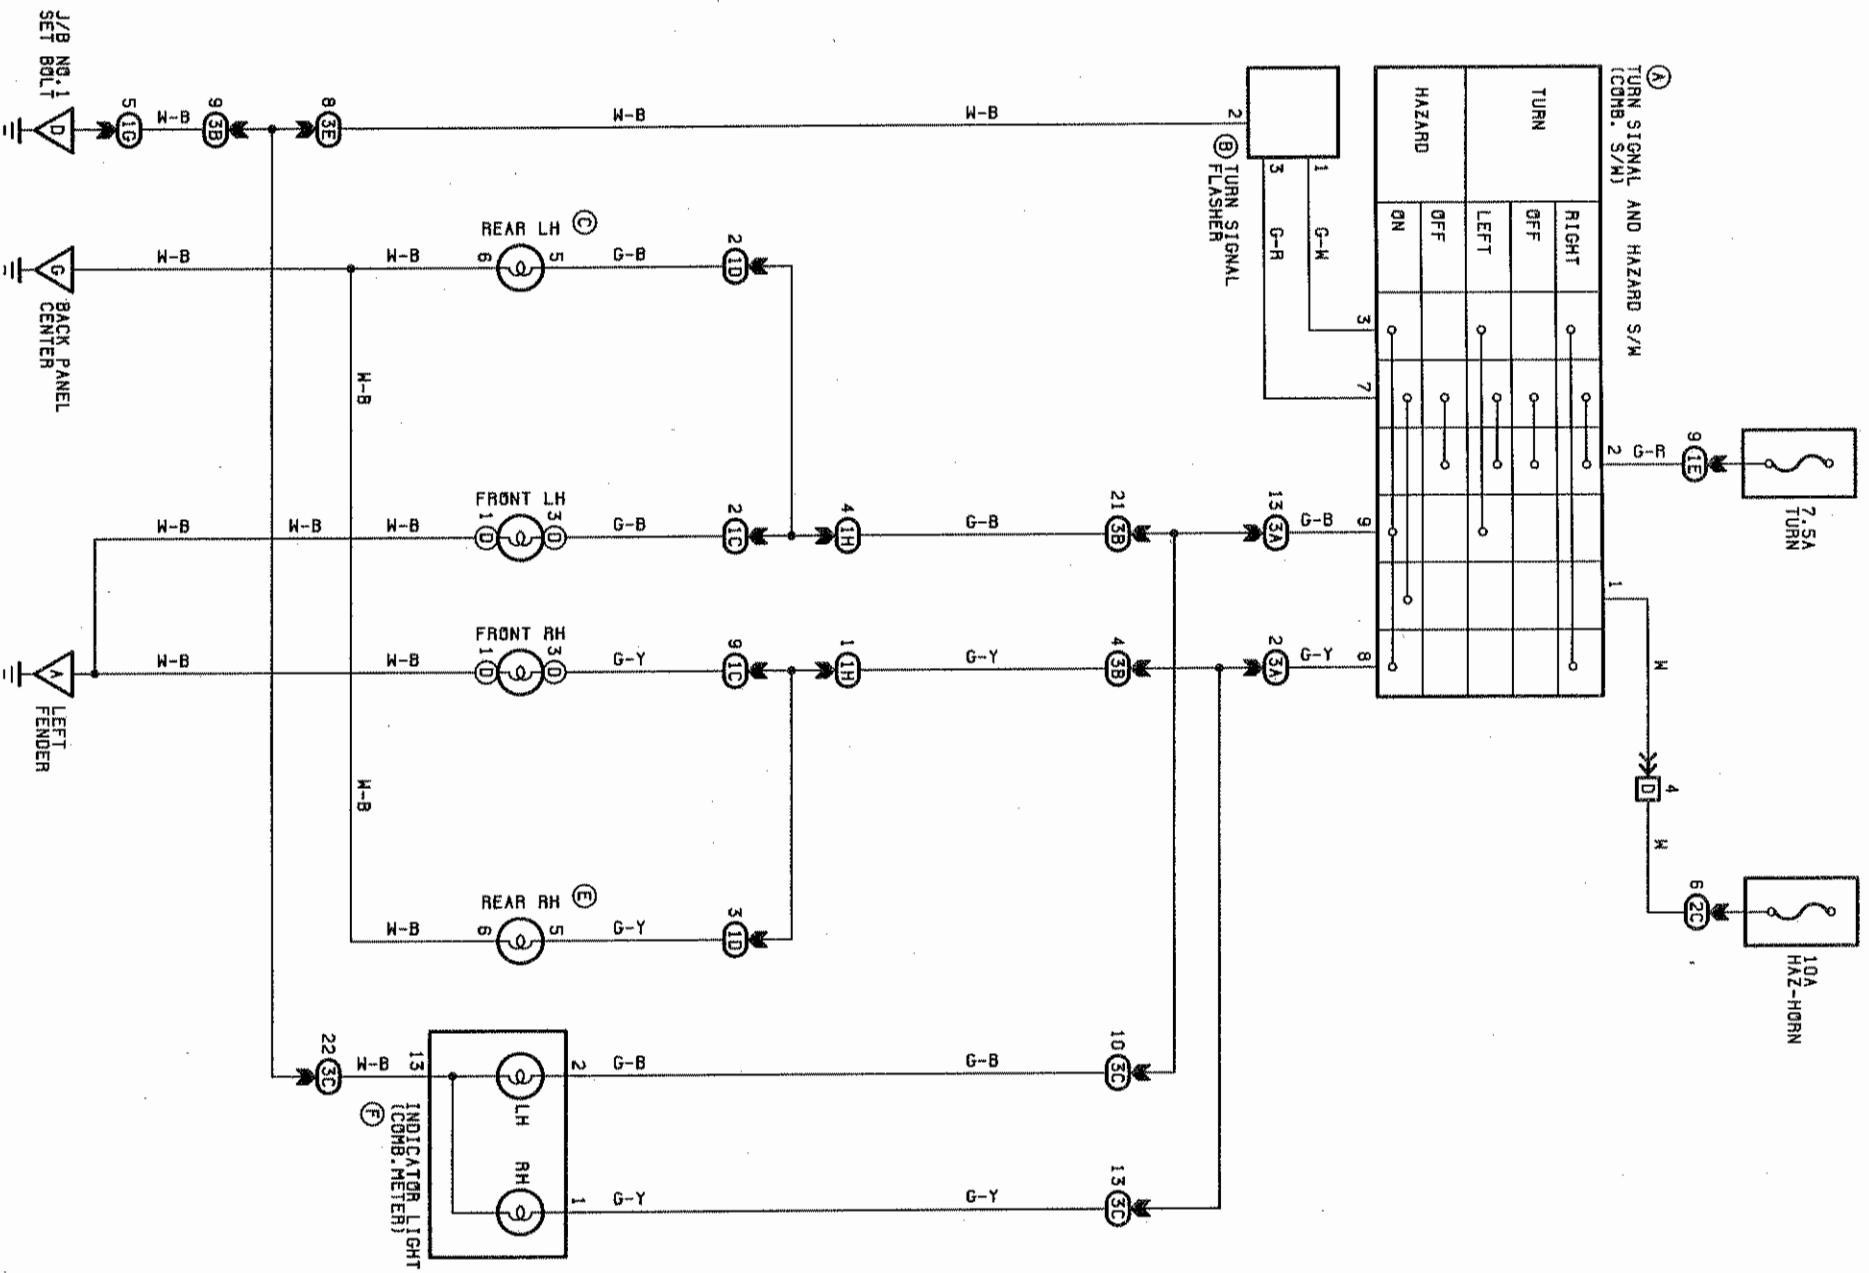 A
TURN SIGNAL AND HAZARD S/W
(COMB. S/W)
TURN
HAZARD
RIGHT
OFF
LEFT
OFF
ON
7.5A
TURN
9
1E
G-R
2
10A
HAZ-HORN
6
2C
W
4
D
W
1
3
7
9
8
G-W
G-R
1
3
2
B
TURN SIGNAL
FLASHER
W-B
W-B
8
3E
9
3B
W-B
5
1G
D
J/B NO.1
SET BOLT
G-B
13
3A
21
3B
G-B
4
1H
2
1C
G-B
FRONT LH
3
D
1
D
W-B
W-B
W-B
2
1D
G-B
REAR LH
C
5
6
W-B
W-B
G
BACK PANEL
CENTER
W-B
W-B
G-Y
2
3A
4
3B
G-Y
1
1H
9
1C
G-Y
FRONT RH
3
D
1
D
W-B
W-B
A
LEFT
FENDER
3
1D
G-Y
REAR RH
E
5
6
W-B
10
3C
G-B
G-B
2
LH
13
3C
G-Y
G-Y
1
RH
13
W-B
22
3C
INDICATOR LIGHT
(COMB.METER)
F